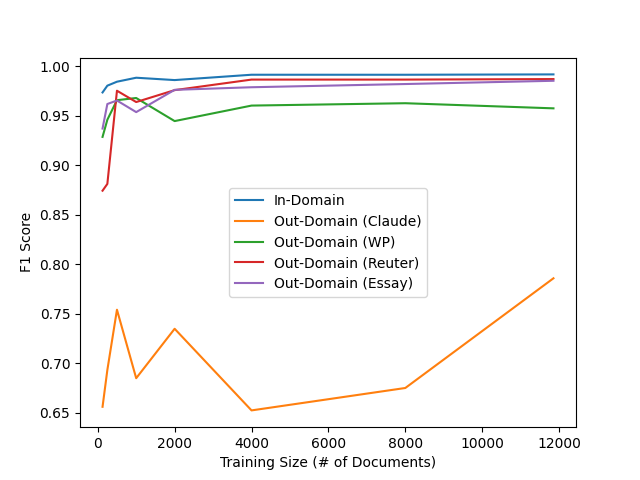 1.00
0.95
0.90
0.85
0.80
0.75
0.70
0.65
F1 Score
In-Domain
Out-Domain (Claude)
Out-Domain (WP)
Out-Domain (Reuter)
Out-Domain (Essay)
0 2000 4000 6000 8000 10000 12000
Training Size (# of Documents)